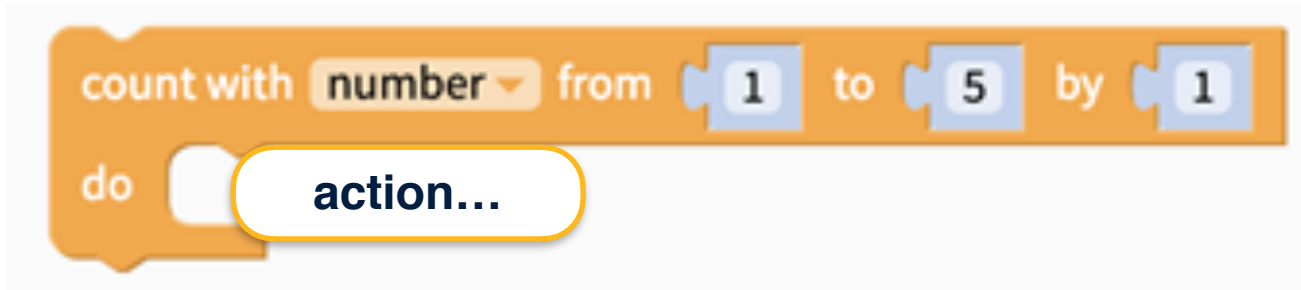 count with number from 1 to 5 by 1
do action…